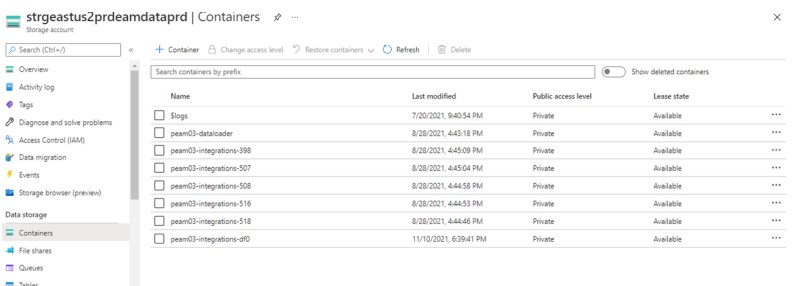 strgeastus2prdeamdataprd | Containers
Storage account
Search (Ctrl+/)
Overview
Activity log
Tags
Diagnose and solve problems
Access Control (IAM)
Data migration
Events
Storage browser (preview)
Data storage
Containers
File shares
Queues
Tables
Container Change access level Restore containers Refresh Delete
Search containers by prefix
Show deleted containers
Name Last modified Public access level Lease state
$logs 7/20/2021, 9:40:54 PM Private Available
peam03-dataloader 8/28/2021, 4:43:18 PM Private Available
peam03-integrations-398 8/28/2021, 4:45:09 PM Private Available
peam03-integrations-507 8/28/2021, 4:45:04 PM Private Available
peam03-integrations-508 8/28/2021, 4:44:58 PM Private Available
peam03-integrations-516 8/28/2021, 4:44:53 PM Private Available
peam03-integrations-518 8/28/2021, 4:44:46 PM Private Available
peam03-integrations-df0 11/10/2021, 6:39:41 PM Private Available